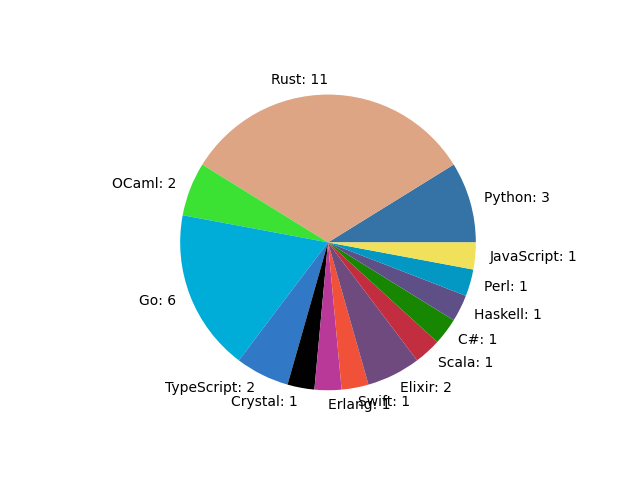 Rust: 11
OCaml: 2
Python: 3
Go: 6
JavaScript: 1
Perl: 1
Haskell: 1
C#: 1
Scala: 1
TypeScript: 2
Elixir: 2
Crystal: 1
Erlang: 1
Swift: 1